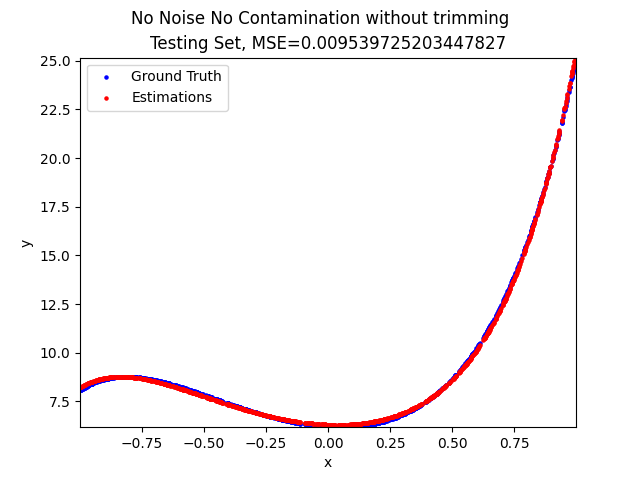 No Noise No Contamination without trimming
Testing Set, MSE=0.009539725203447827
Ground Truth
Estimations
y
25.0
22.5
20.0
17.5
15.0
12.5
10.0
7.5
−0.75 −0.50 −0.25 0.00 0.25 0.50 0.75
x